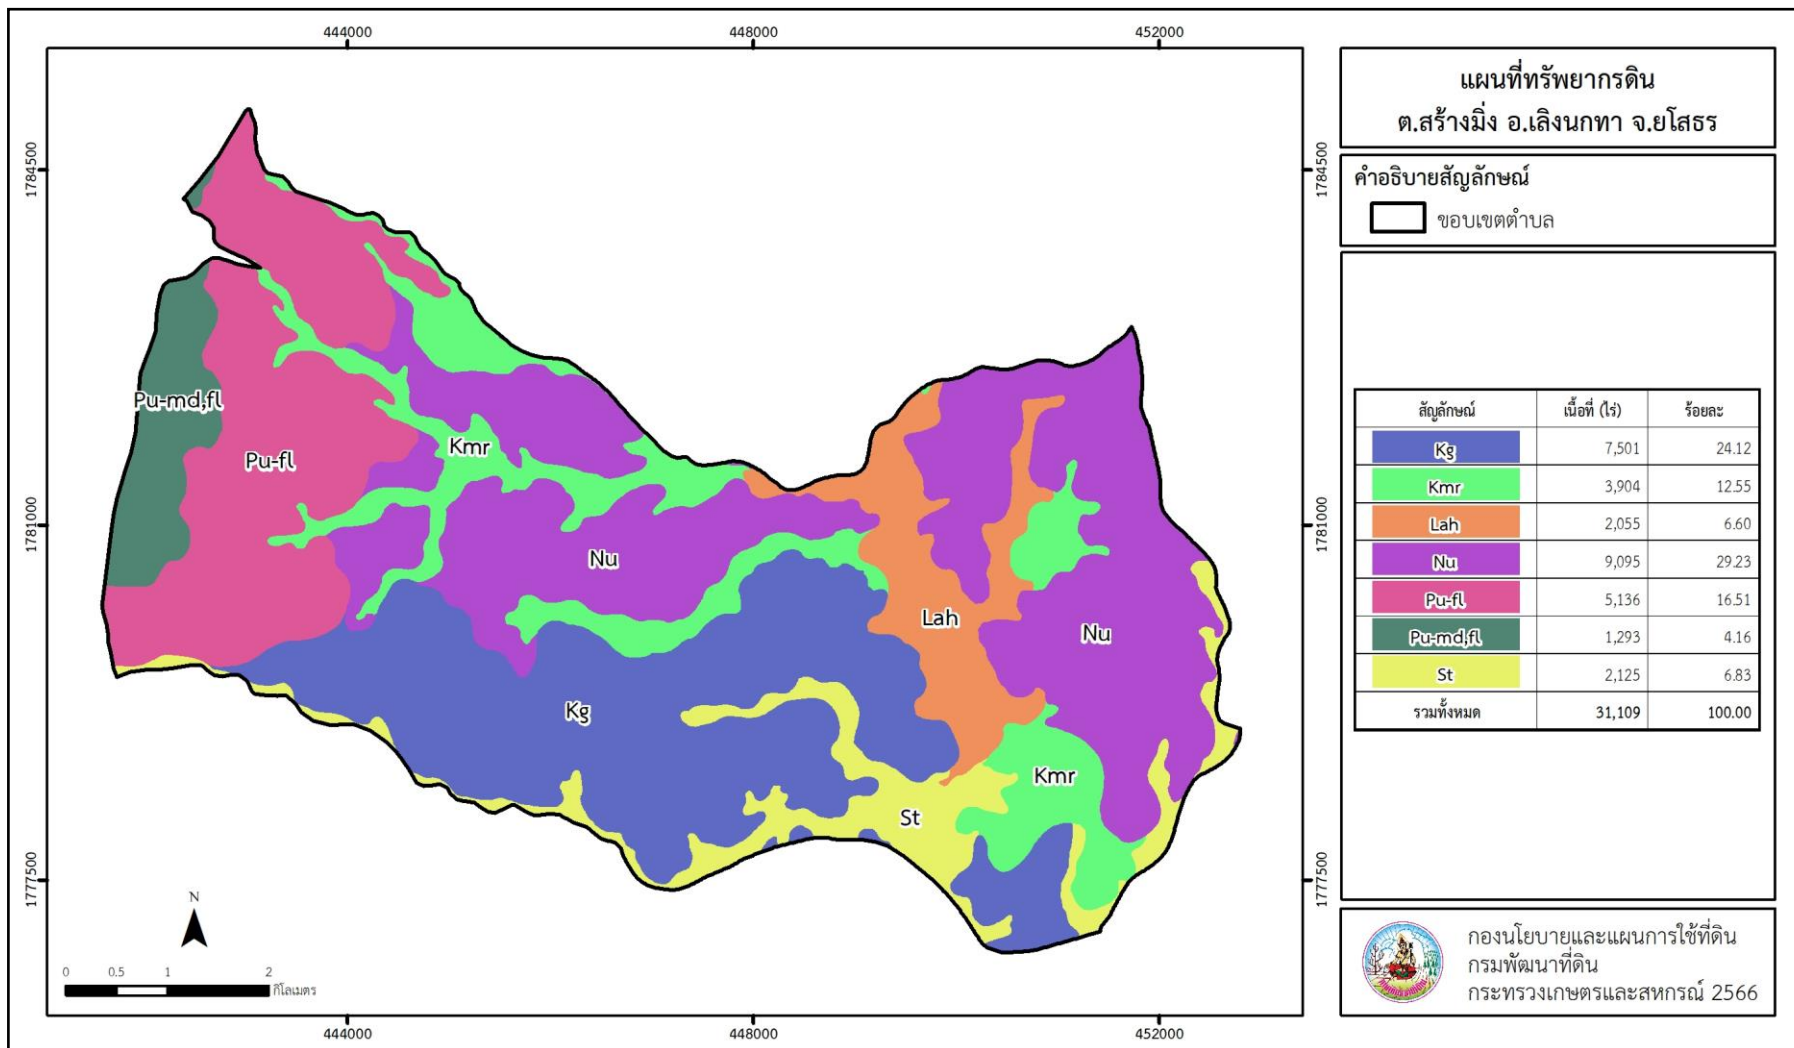 444000
448000
452000
1784500
1784500
1781000
1781000
1777500
1777500
444000
448000
452000
Pu-md,fl
Pu-fl
Kmr
Nu
Kg
Lah
Nu
Kmr
St
N
0 0.5 1 2
กิโลเมตร
แผนที่ทรัพยากรดิน
ต.สร้างมิ่ง อ.เลิงนกทา จ.ยโสธร
คำอธิบายสัญลักษณ์
ขอบเขตตำบล
สัญลักษณ์ เนื้อที่ (ไร่) ร้อยละ
Kg 7,501 24.12
Kmr 3,904 12.55
Lah 2,055 6.60
Nu 9,095 29.23
Pu-fl 5,136 16.51
Pu-md,fl 1,293 4.16
St 2,125 6.83
รวมทั้งหมด 31,109 100.00
กองนโยบายและแผนการใช้ที่ดิน
กรมพัฒนาที่ดิน
กระทรวงเกษตรและสหกรณ์ 2566